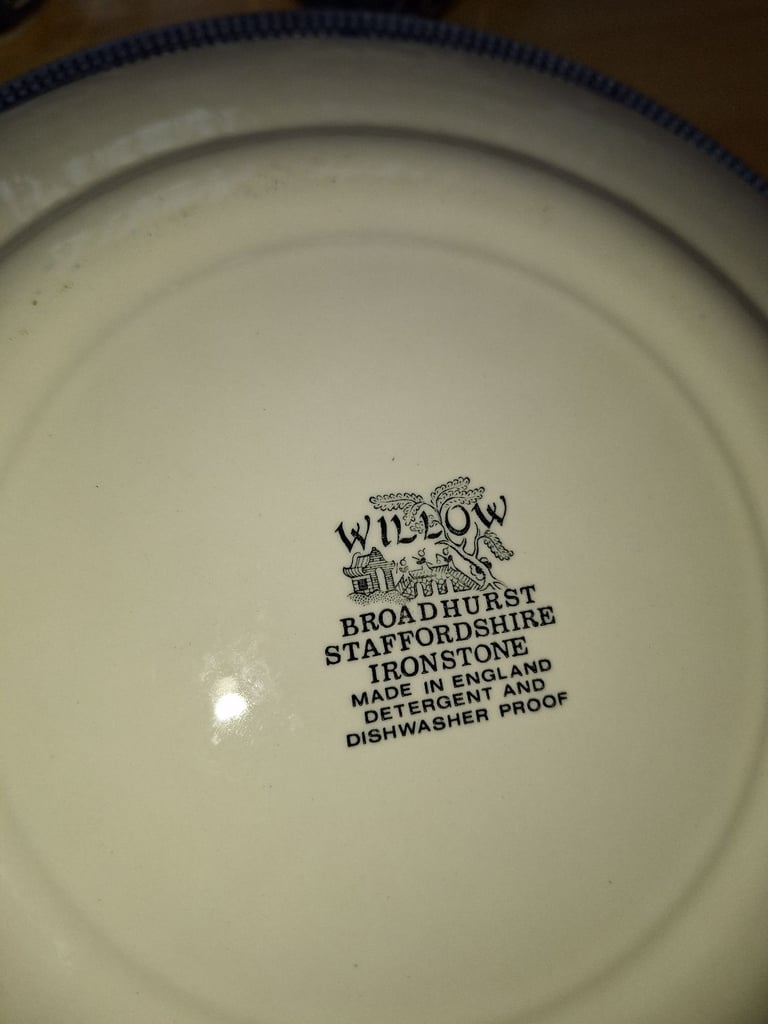 WILLOW
BROADHURST
STAFFORDSHIRE
IRONSTONE
MADE IN ENGLAND
DETERGENT AND
DISHWASHER PROOF